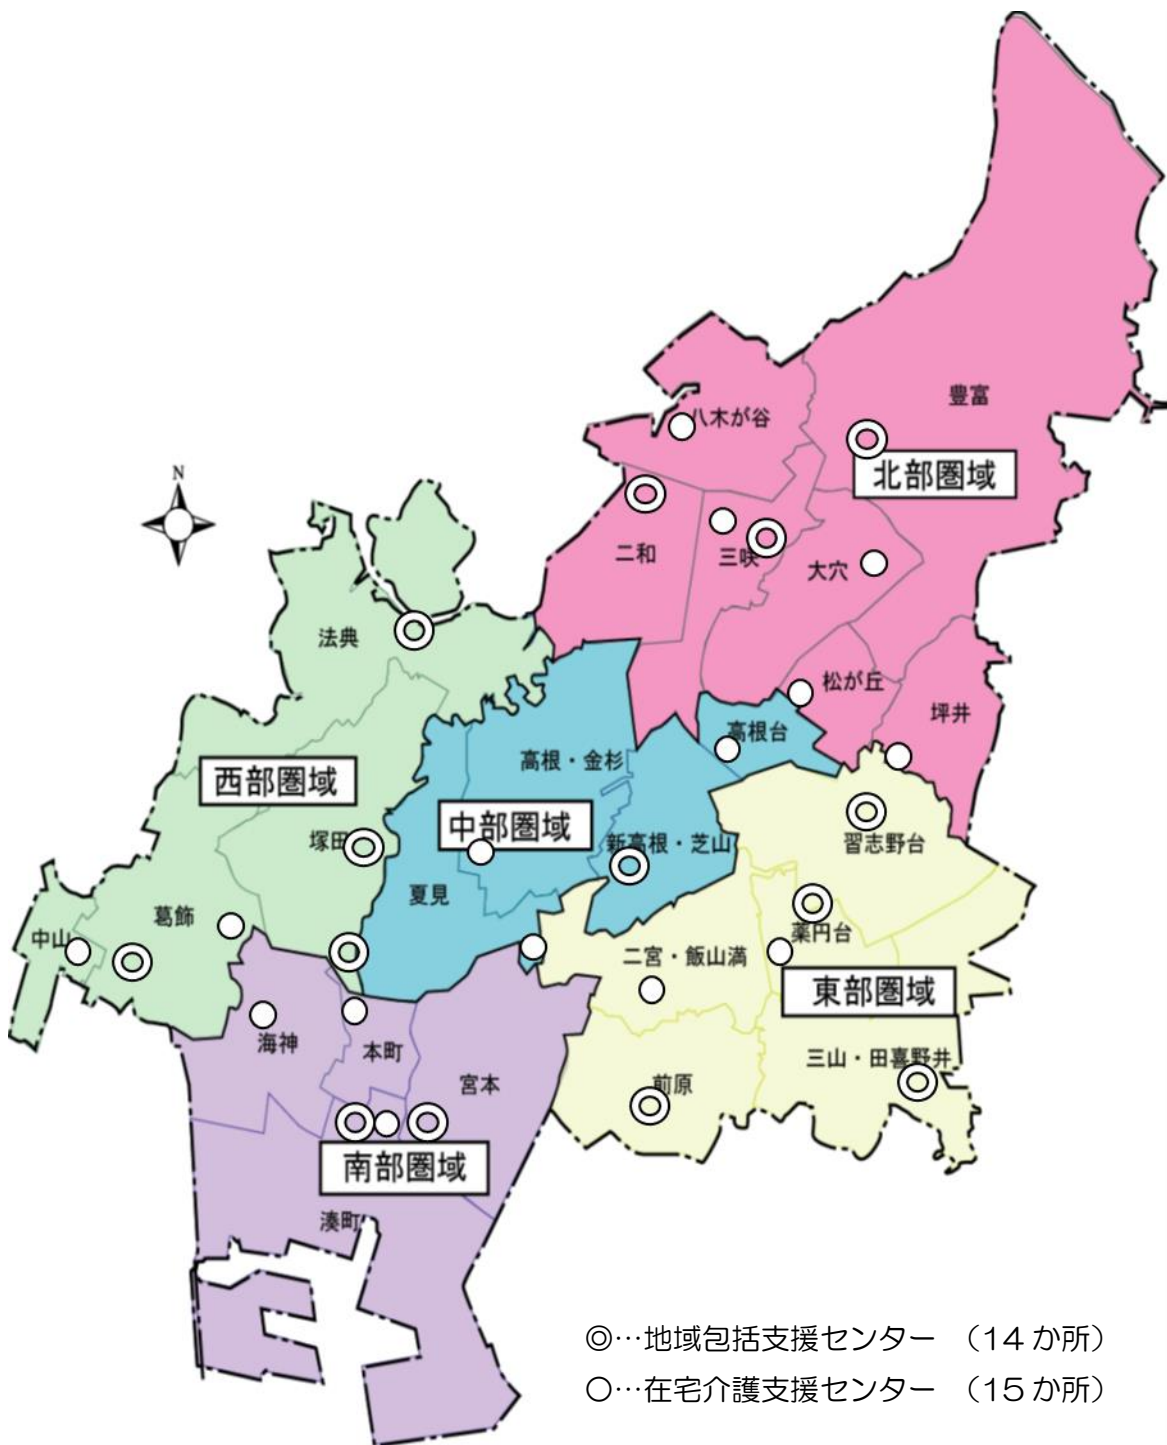 豊富
八木が谷
北部圏域
N
二和
三咲
大穴
法典
松が丘
坪井
高根台
高根・金杉
西部圏域
中部圏域
塚田
新高根・芝山
習志野台
夏見
葛飾
中山
薬円台
二宮・飯山満
東部圏域
海神
本町
三山・田喜野井
宮本
前原
南部圏域
湊町
◎…地域包括支援センター （14か所）
○…在宅介護支援センター （15か所）